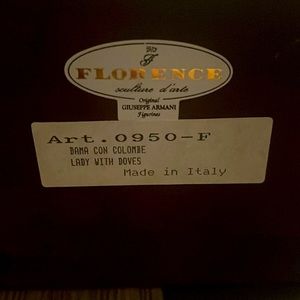 FLORENCE
sculture d'arte
Original
GIUSEPPE ARMANI
Figurines
Art.0950-F
DAMA CON COLOMBE
LADY WITH DOVES
Made in Italy